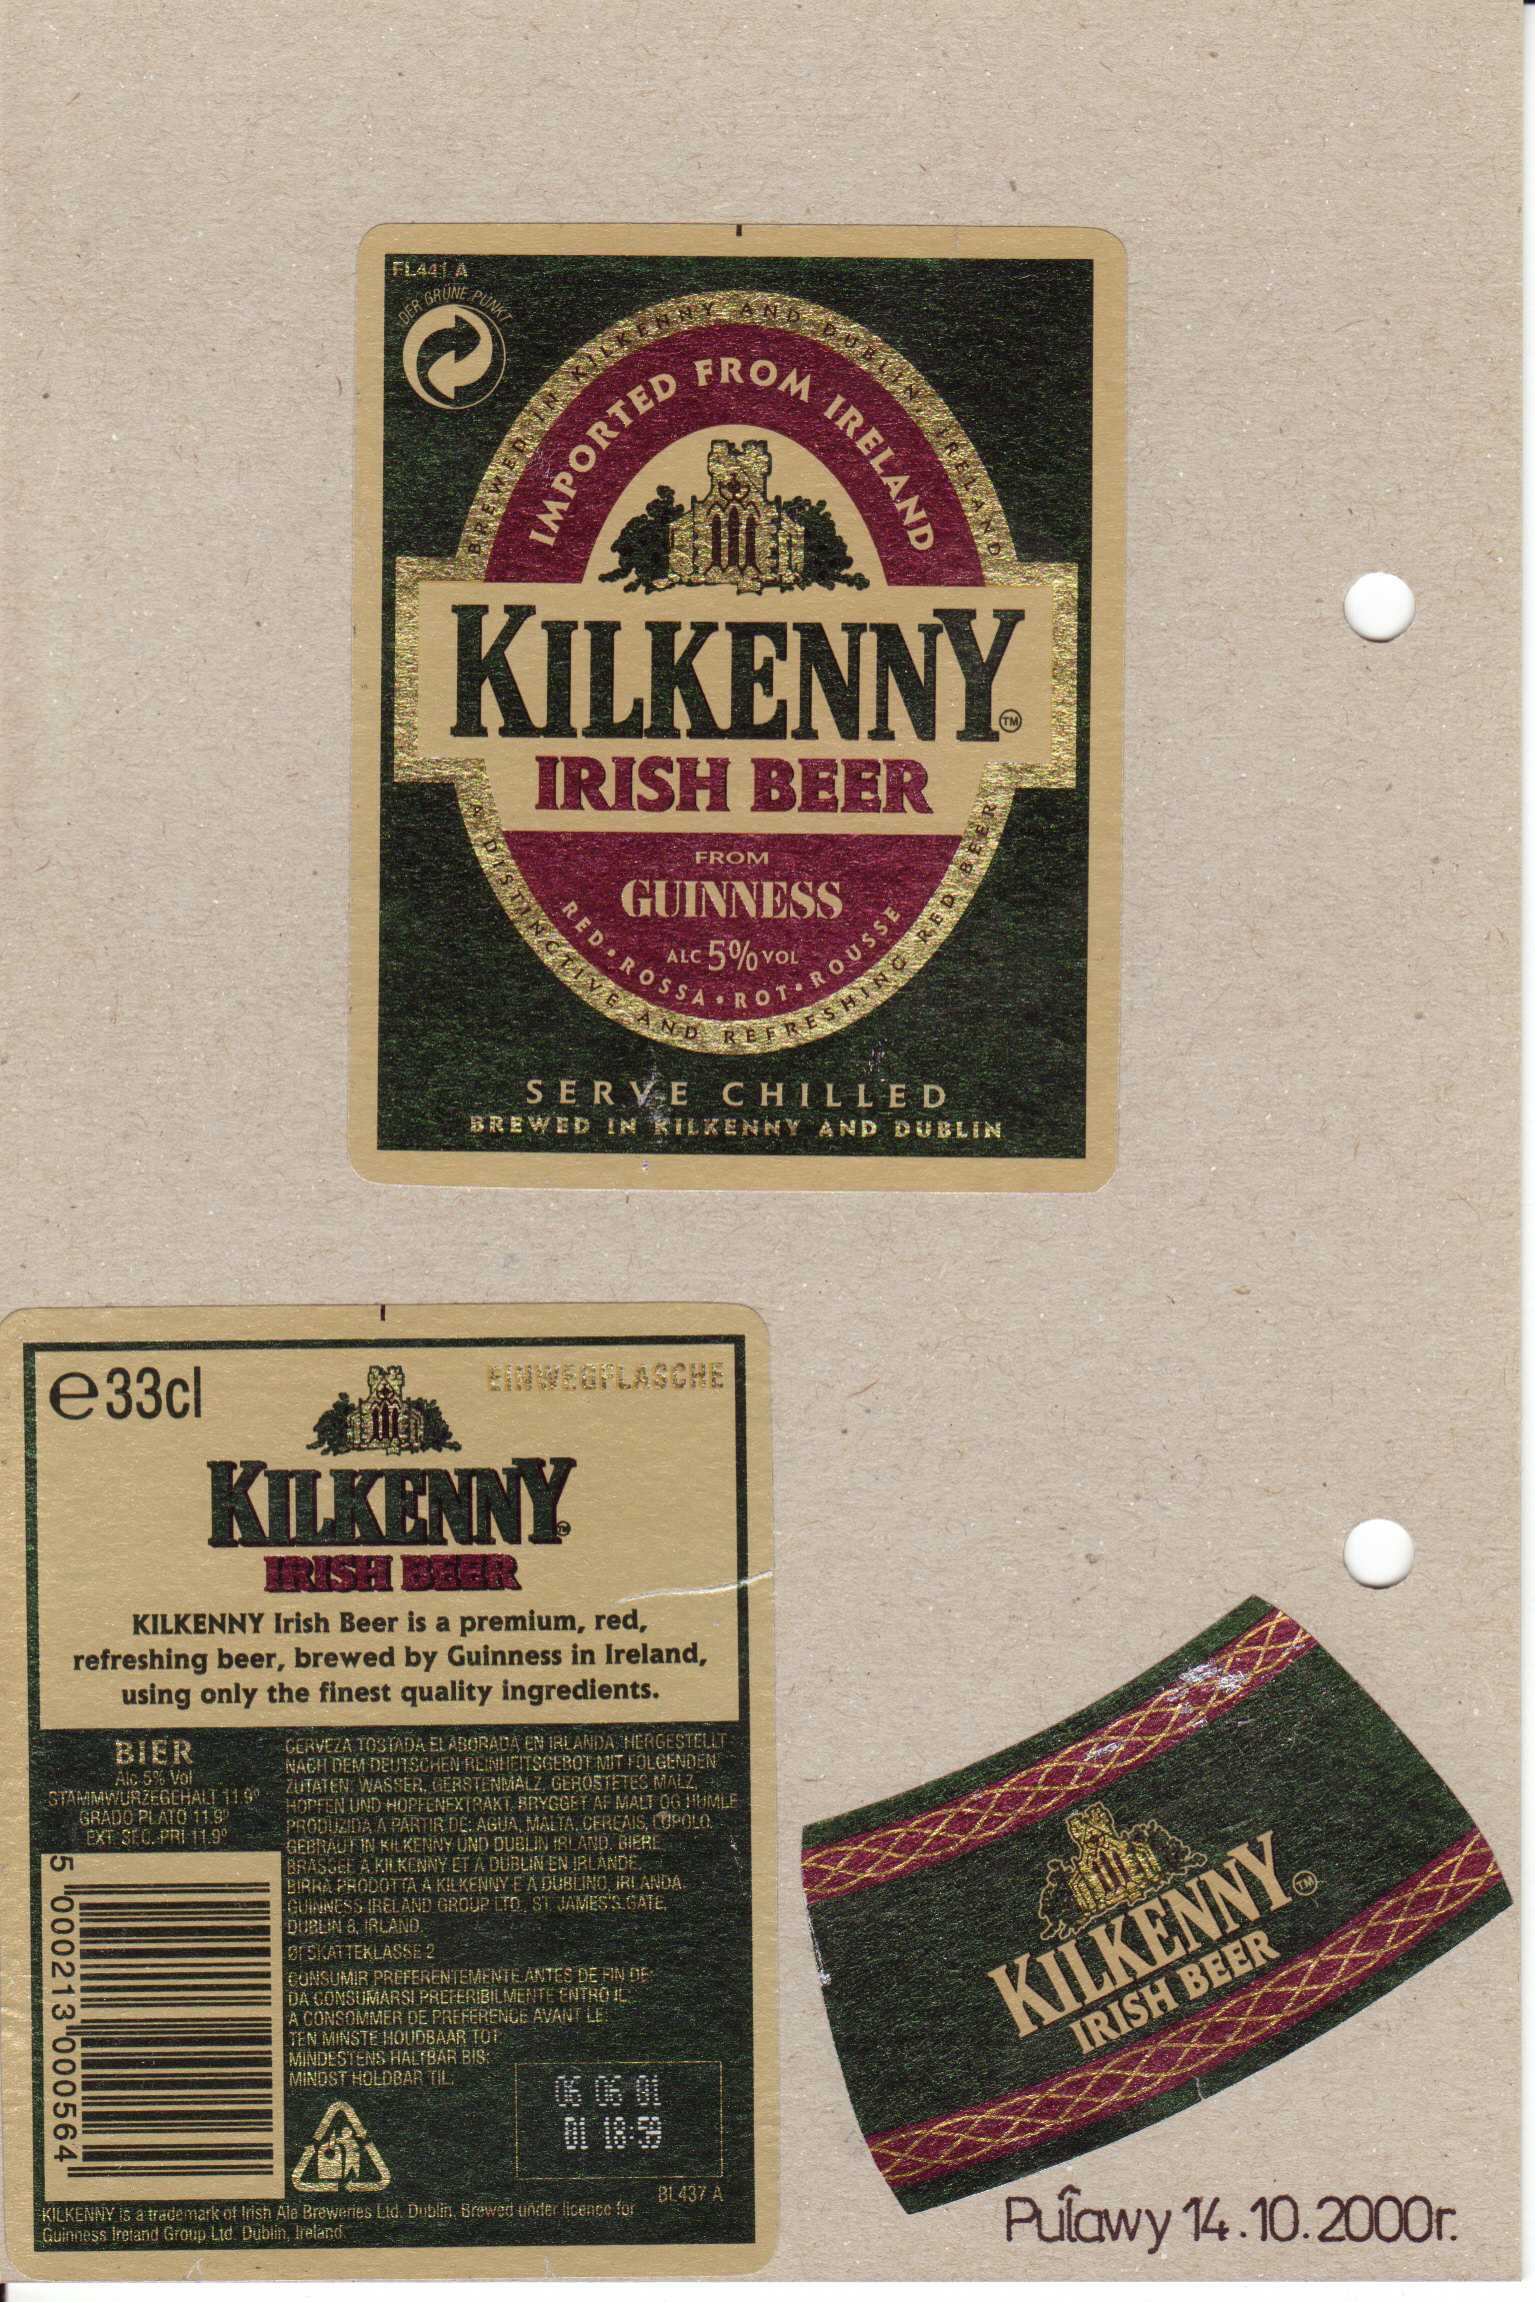 FL441 A
DER GRÜNE PUNKT
BREWED IN KILKENNY AND DUBLIN, IRELAND
IMPORTED FROM IRELAND
KILKENNY TM
IRISH BEER
FROM
GUINNESS
ALC 5% VOL
RED • ROSSA • ROT • ROUSSE
A DISTINCTIVE AND REFRESHING RED BEER
SERVE CHILLED
BREWED IN KILKENNY AND DUBLIN
e33cl
EINWEGFLASCHE
KILKENNY TM
IRISH BEER
KILKENNY Irish Beer is a premium, red,
refreshing beer, brewed by Guinness in Ireland,
using only the finest quality ingredients.
BIER
Alc 5% Vol
STAMMWURZEGEHALT 11.9°
GRADO PLATO 11.9°
EXT. SEC. PRI 11.9°
5 000213 000564
CERVEZA TOSTADA ELABORADA EN IRLANDA. HERGESTELLT
NACH DEM DEUTSCHEN REINHEITSGEBOT MIT FOLGENDEN
ZUTATEN: WASSER, GERSTENMALZ, GERÖSTETES MALZ,
HOPFEN UND HOPFENEXTRAKT. BRYGGET AF MALT OG HUMLE
PRODUZIDA A PARTIR DE: AGUA, MALTA, CEREAIS, LUPOLO.
GEBRAUT IN KILKENNY UND DUBLIN IRLAND. BIERE
BRASSÉE A KILKENNY ET A DUBLIN EN IRLANDE.
BIRRA PRODOTTA A KILKENNY E A DUBLINO, IRLANDA.
GUINNESS IRELAND GROUP LTD., ST. JAMES'S GATE,
DUBLIN 8, IRLAND.
ØLSKATTEKLASSE 2
CONSUMIR PREFERENTEMENTE ANTES DE FIN DE:
DA CONSUMARSI PREFERIBILMENTE ENTRO IL:
A CONSOMMER DE PREFERENCE AVANT LE:
TEN MINSTE HOUDBAAR TOT:
MINDESTENS HALTBAR BIS:
MINDST HOLDBAR TIL:
06 06 01
01 18:59
BL437 A
KILKENNY is a trademark of Irish Ale Breweries Ltd. Dublin. Brewed under licence for
Guinness Ireland Group Ltd. Dublin, Ireland.
KILKENNY TM
IRISH BEER
Puławy 14.10.2000r.